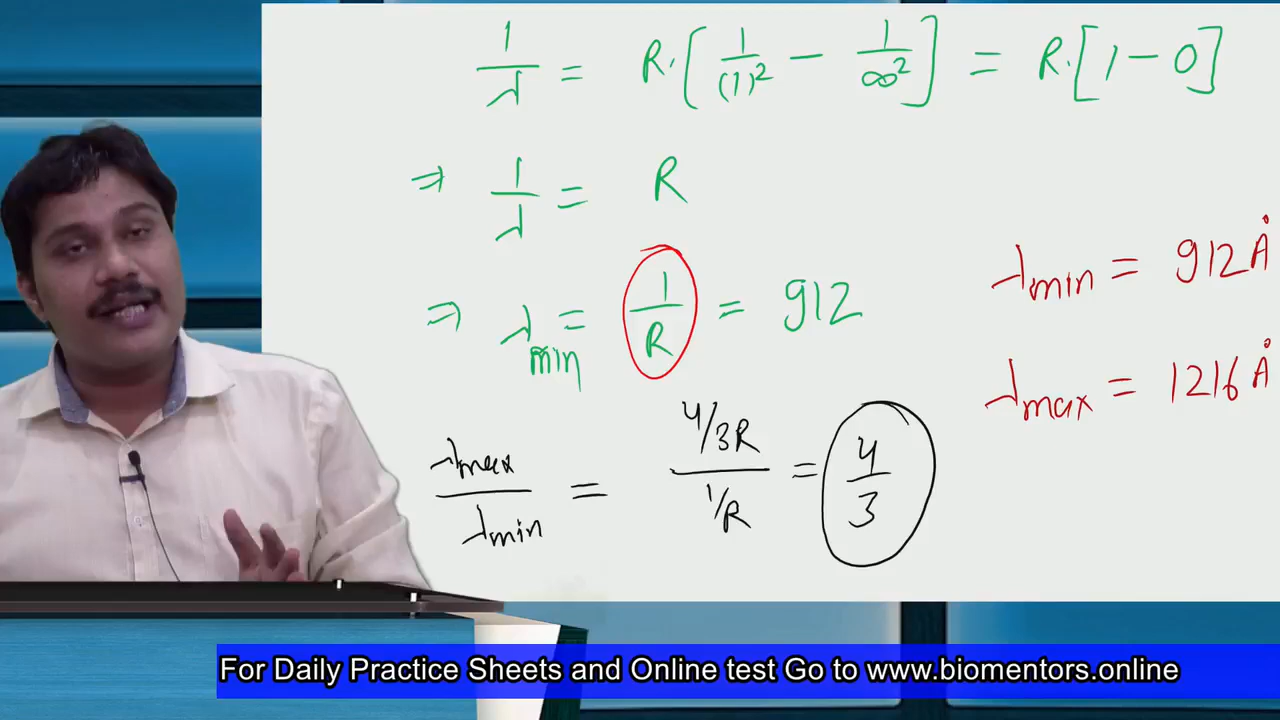 1/λ = R.[1/(1)² − 1/∞²] = R.[1 − 0]
⇒ 1/λ = R
⇒ λmin = 1/R = 912
λmin = 912 Å
λmax = 1216 Å
λmax/λmin = (4/3R)/(1/R) = 4/3
For Daily Practice Sheets and Online test Go to www.biomentors.online